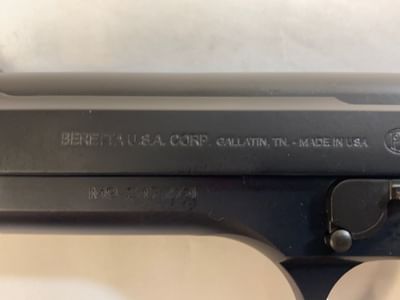 BERETTA U.S.A. CORP. GALLATIN, TN. - MADE IN USA